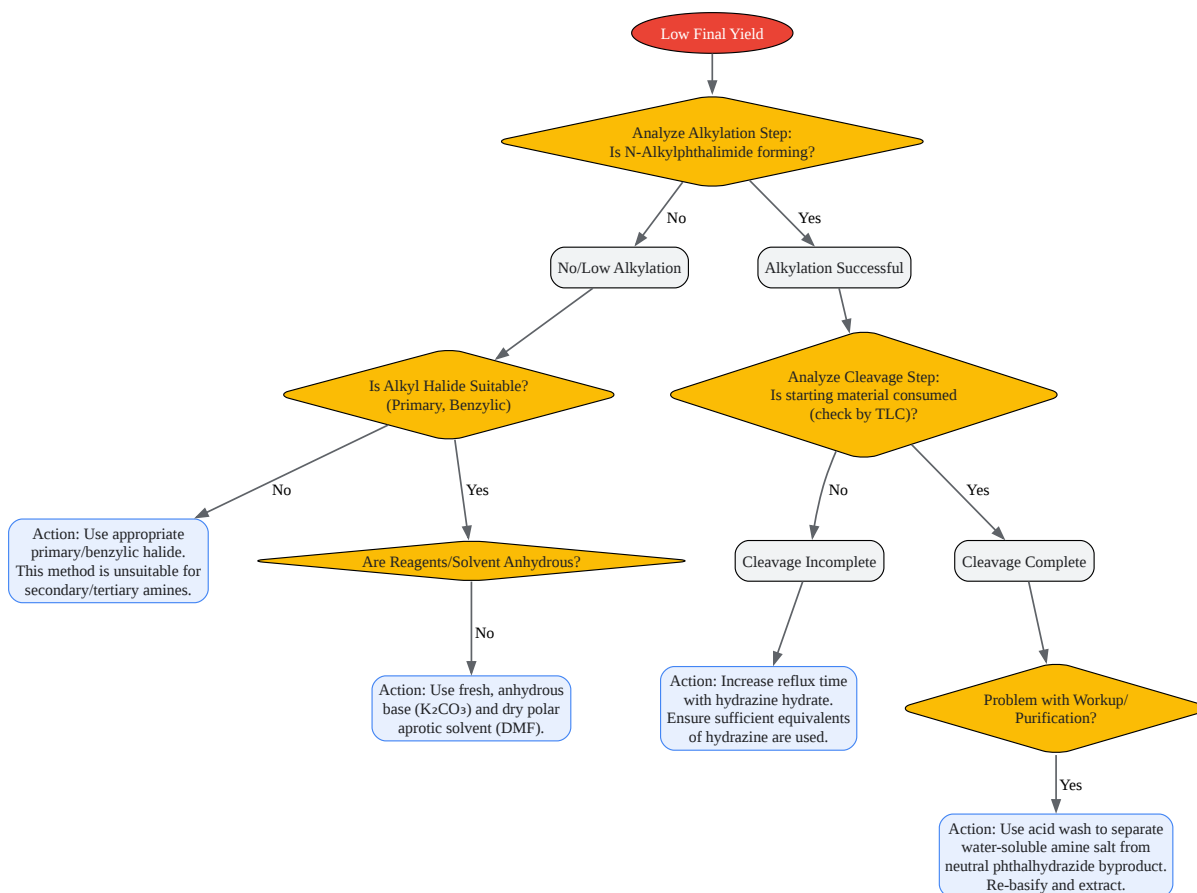 Low Final Yield
Analyze Alkylation Step:
Is N-Alkylphthalimide forming?
No
Yes
No/Low Alkylation
Alkylation Successful
Is Alkyl Halide Suitable?
(Primary, Benzylic)
Analyze Cleavage Step:
Is starting material consumed
(check by TLC)?
No
Yes
No
Yes
Action: Use appropriate
primary/benzylic halide.
This method is unsuitable for
secondary/tertiary amines.
Are Reagents/Solvent Anhydrous?
Cleavage Incomplete
Cleavage Complete
No
Action: Use fresh, anhydrous
base (K₂CO₃) and dry polar
aprotic solvent (DMF).
Action: Increase reflux time
with hydrazine hydrate.
Ensure sufficient equivalents
of hydrazine are used.
Problem with Workup/
Purification?
Yes
Action: Use acid wash to separate
water-soluble amine salt from
neutral phthalhydrazide byproduct.
Re-basify and extract.